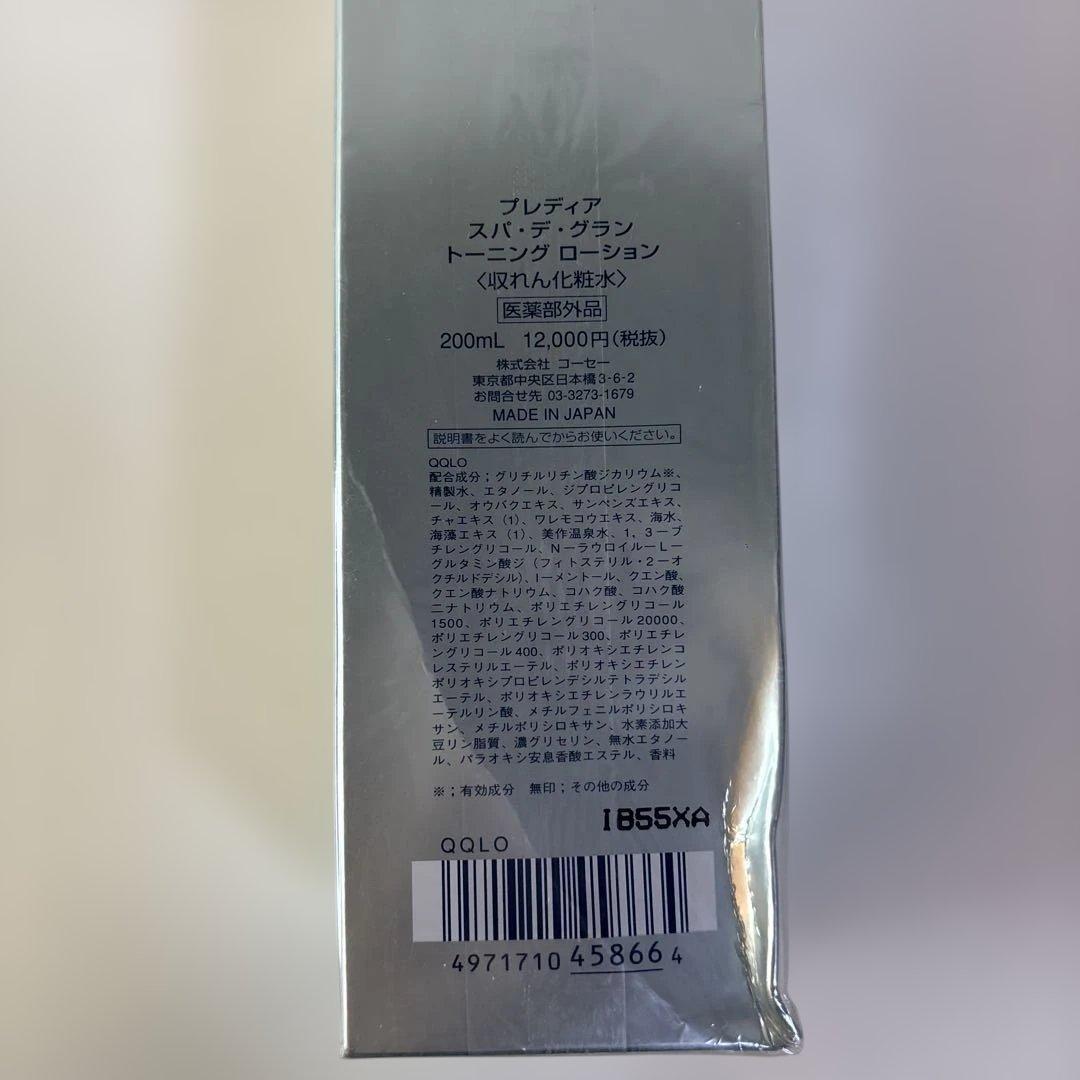 プレディア
スパ・デ・グラン
トーニング ローション
〈収れん化粧水〉
医薬部外品
200mL 12,000円(税抜)
株式会社 コーセー
東京都中央区日本橋3-6-2
お問合せ先 03-3273-1679
MADE IN JAPAN
説明書をよく読んでからお使いください。
QQLO
配合成分；グリチルリチン酸ジカリウム※、
精製水、エタノール、ジプロピレングリコ
ール、オウバクエキス、サンペンズエキス、
チャエキス（1）、ワレモコウエキス、海水、
海藻エキス（1）、美作温泉水、1，3－ブ
チレングリコール、N－ラウロイル－L－
グルタミン酸ジ（フィトステリル・2－オ
クチルドデシル）、l－メントール、クエン酸、
クエン酸ナトリウム、コハク酸、コハク酸
二ナトリウム、ポリエチレングリコール
1500、ポリエチレングリコール20000、
ポリエチレングリコール300、ポリエチレ
ングリコール400、ポリオキシエチレンコ
レステリルエーテル、ポリオキシエチレン
ポリオキシプロピレンデシルテトラデシル
エーテル、ポリオキシエチレンラウリルエ
ーテルリン酸、メチルフェニルポリシロキ
サン、メチルポリシロキサン、水素添加大
豆リン脂質、濃グリセリン、無水エタノー
ル、パラオキシ安息香酸エステル、香料
※；有効成分 無印；その他の成分
I855XA
QQLO
4971710 458664